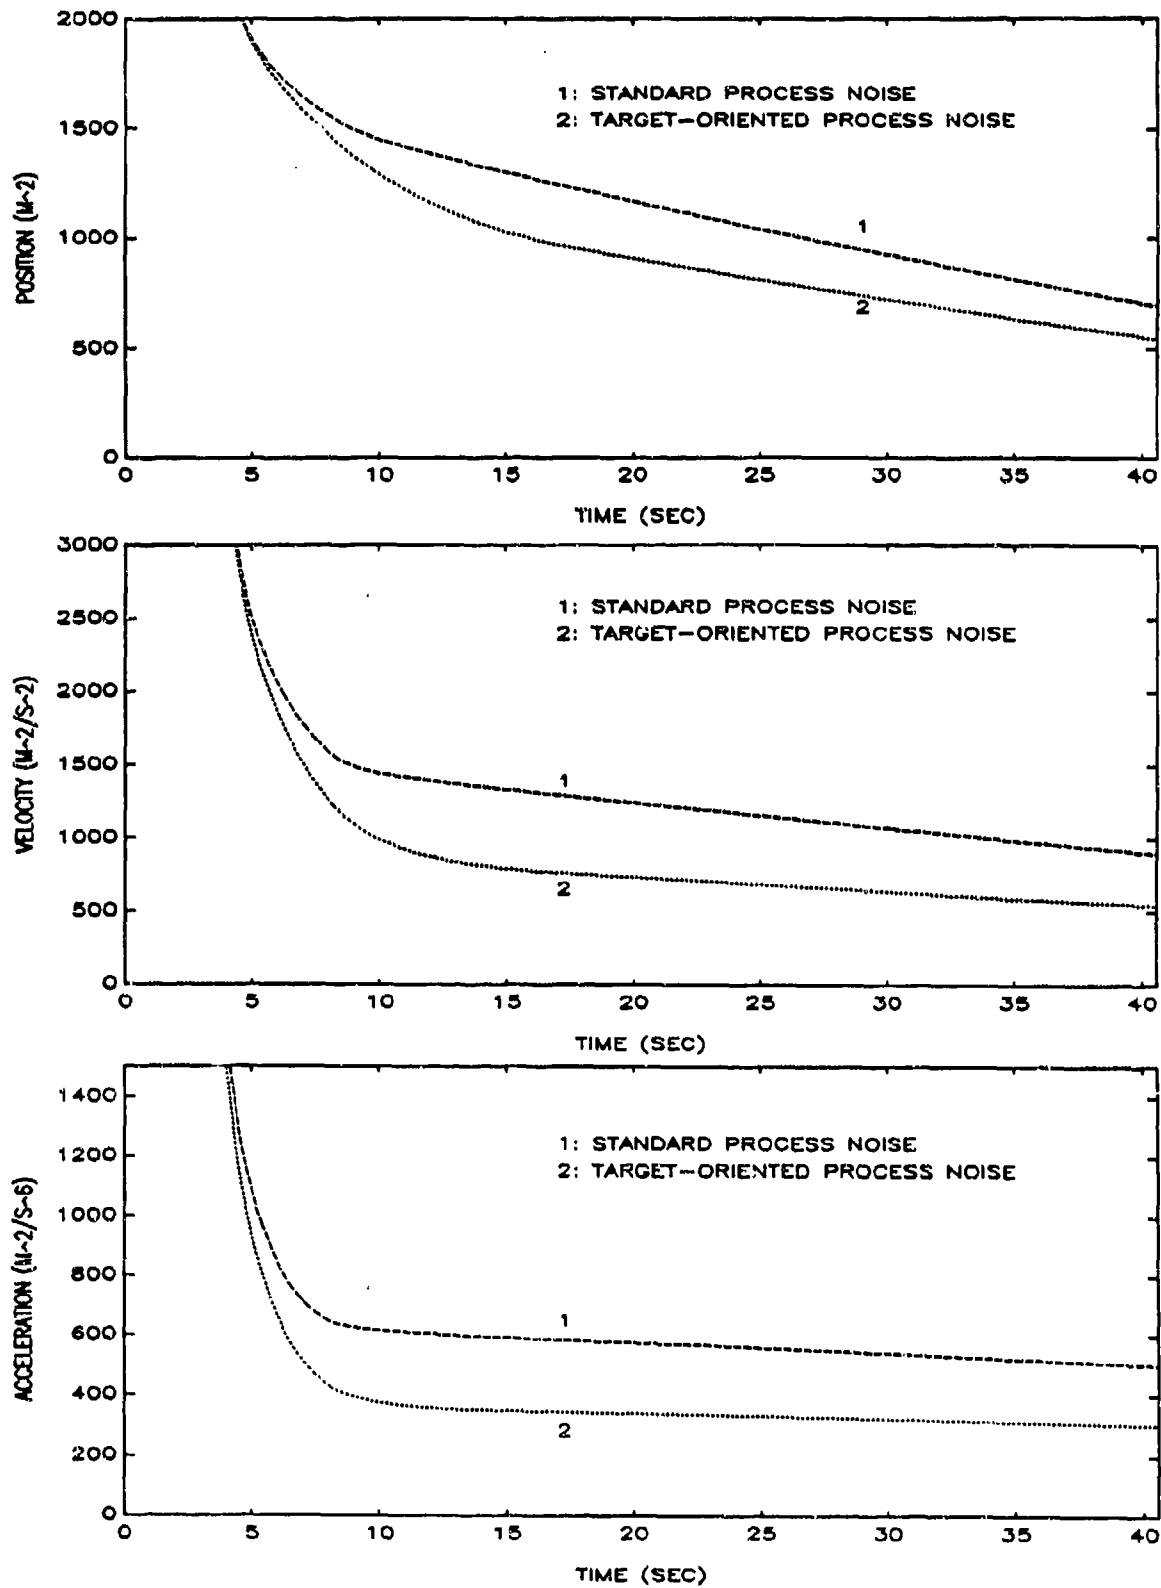 2000
1500
1000
500
0
POSITION (M^2)
1: STANDARD PROCESS NOISE
2: TARGET-ORIENTED PROCESS NOISE
1
2
0 5 10 15 20 25 30 35 40
TIME (SEC)
3000
2500
2000
1500
1000
500
0
VELOCITY (M^2/S^2)
1: STANDARD PROCESS NOISE
2: TARGET-ORIENTED PROCESS NOISE
1
2
0 5 10 15 20 25 30 35 40
TIME (SEC)
1400
1200
1000
800
600
400
200
0
ACCELERATION (M^2/S^6)
1: STANDARD PROCESS NOISE
2: TARGET-ORIENTED PROCESS NOISE
1
2
0 5 10 15 20 25 30 35 40
TIME (SEC)